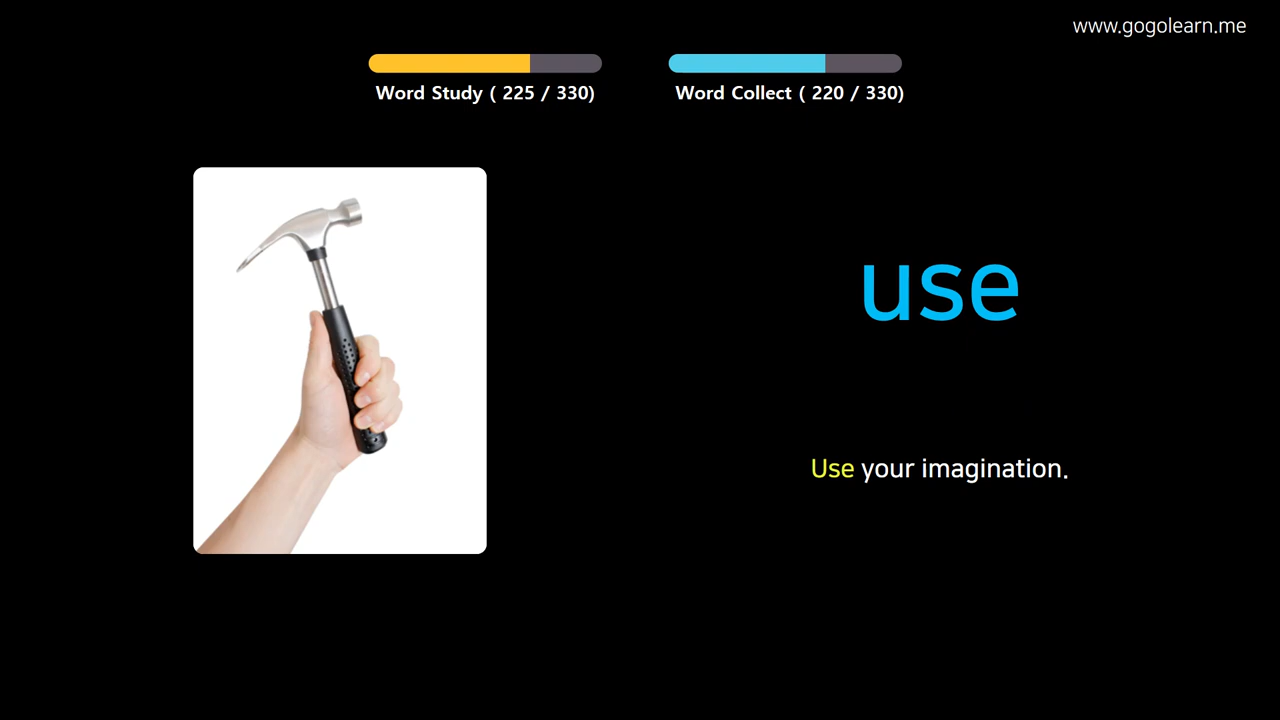 www.gogolearn.me
Word Study ( 225 / 330)
Word Collect ( 220 / 330)
use
Use your imagination.